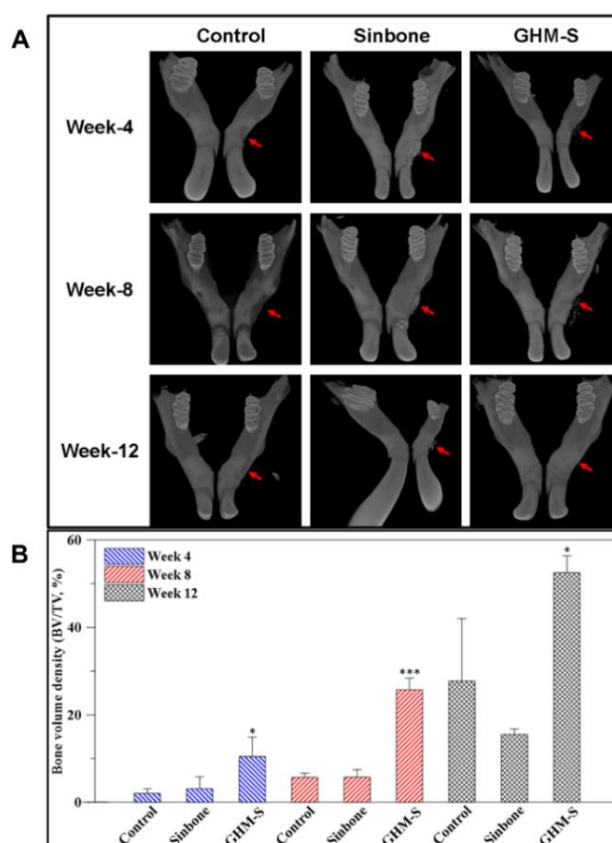 A
Control Sinbone GHM-S
Week-4
Week-8
Week-12
B
Bone volume density (BV/TV, %)
60
40
20
0
Week 4
Week 8
Week 12
*
***
*
Control Sinbone GHM-S Control Sinbone GHM-S Control Sinbone GHM-S